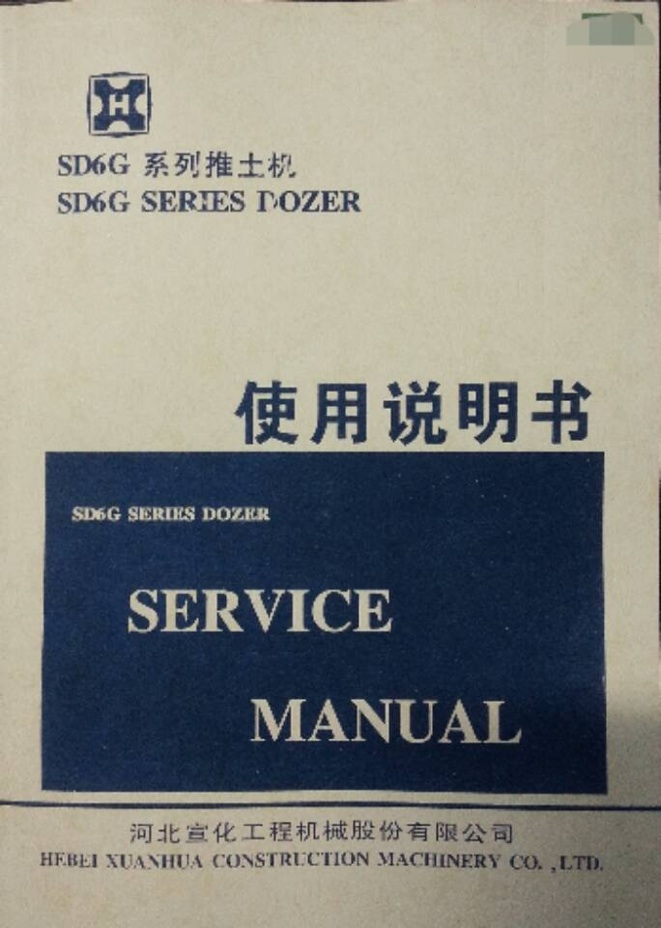 H
SD6G 系列推土机
SD6G SERIES DOZER
使用说明书
SD6G SERIES DOZER
SERVICE
MANUAL
河北宣化工程机械股份有限公司
HEBEI XUANHUA CONSTRUCTION MACHINERY CO. ,LTD.